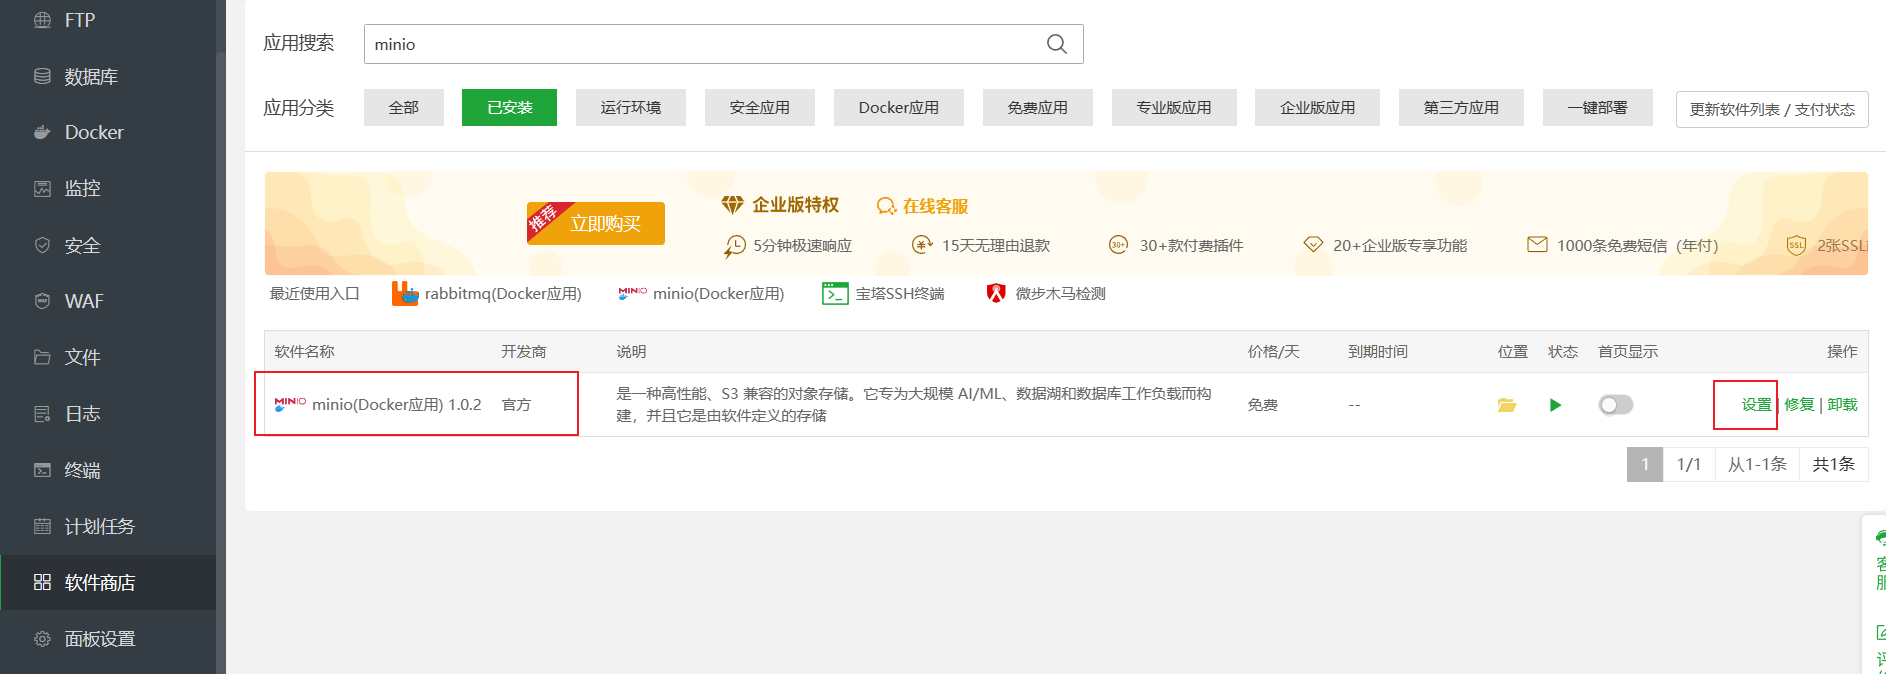 FTP
数据库
Docker
监控
安全
WAF
文件
日志
终端
计划任务
软件商店
面板设置
应用搜索
minio
应用分类
全部
已安装
运行环境
安全应用
Docker应用
免费应用
专业版应用
企业版应用
第三方应用
一键部署
更新软件列表 / 支付状态
推荐
立即购买
企业版特权
在线客服
5分钟极速响应
15天无理由退款
30+
30+款付费插件
20+企业版专享功能
1000条免费短信（年付）
SSL
2张SSL
最近使用入口
rabbitmq(Docker应用)
MINIO
minio(Docker应用)
宝塔SSH终端
微步木马检测
软件名称
开发商
说明
价格/天
到期时间
位置
状态
首页显示
操作
MINIO
minio(Docker应用) 1.0.2
官方
是一种高性能、S3 兼容的对象存储。它专为大规模 AI/ML、数据湖和数据库工作负载而构
建，并且它是由软件定义的存储
免费
--
设置 | 修复 | 卸载
1
1/1
从1-1条
共1条
客
服
评